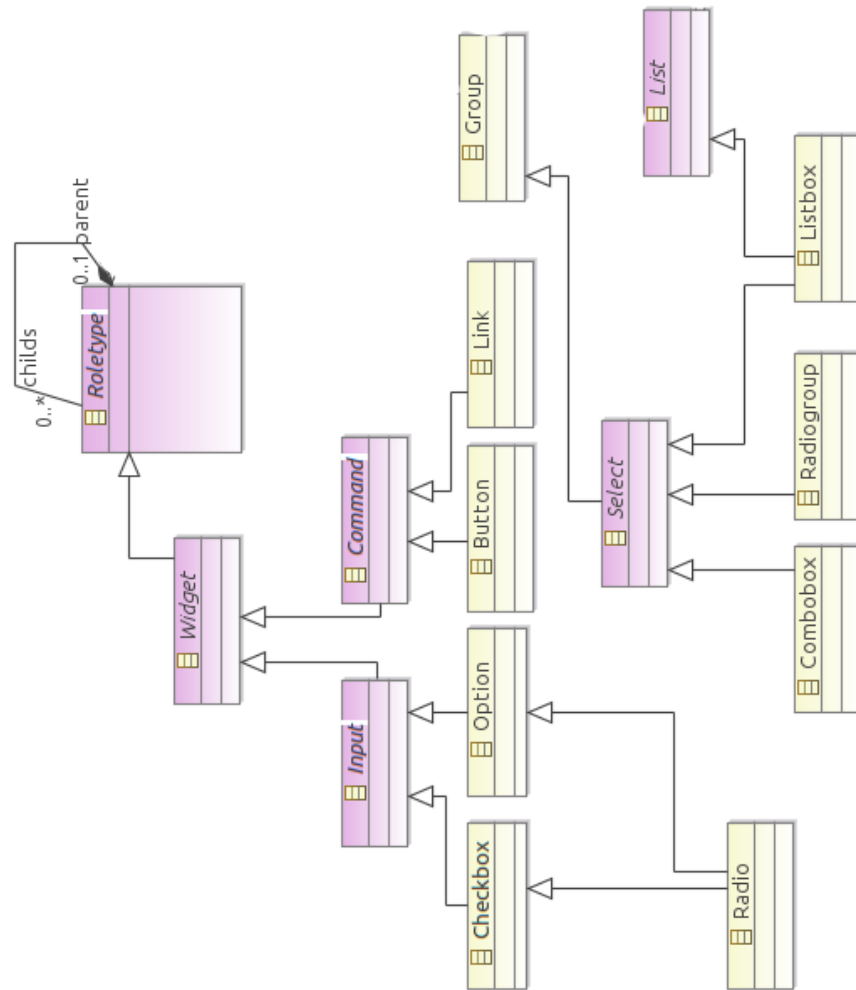 0..1 parent
0..* childs
Roletype
Widget
Command
Input
Link
Button
Option
Checkbox
Radio
Group
List
Select
Listbox
Radiogroup
Combobox